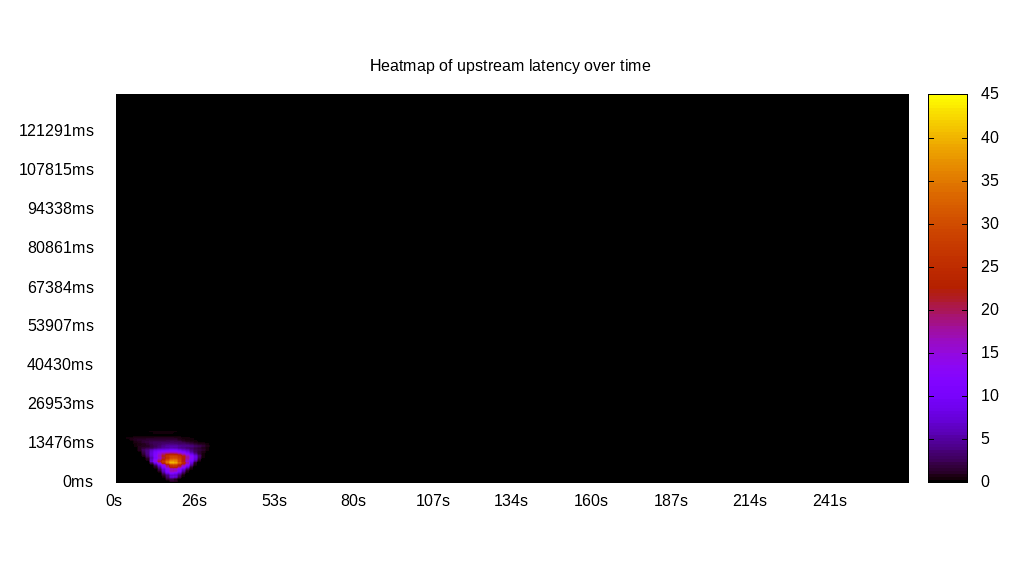 Heatmap of upstream latency over time
121291ms
107815ms
94338ms
80861ms
67384ms
53907ms
40430ms
26953ms
13476ms
0ms
0s 26s 53s 80s 107s 134s 160s 187s 214s 241s
45
40
35
30
25
20
15
10
5
0